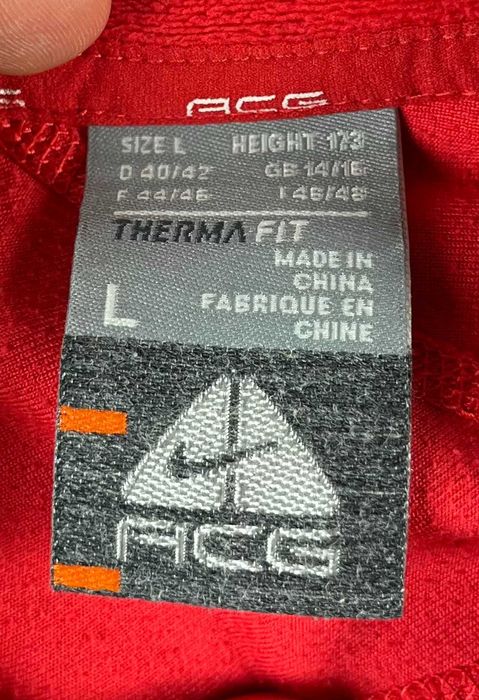 ACG
SIZE L HEIGHT 173
D 40/42 GB 14/16
F 44/46 I 46/48
THERMA FIT
MADE IN
CHINA
L
FABRIQUE EN
CHINE
ACG